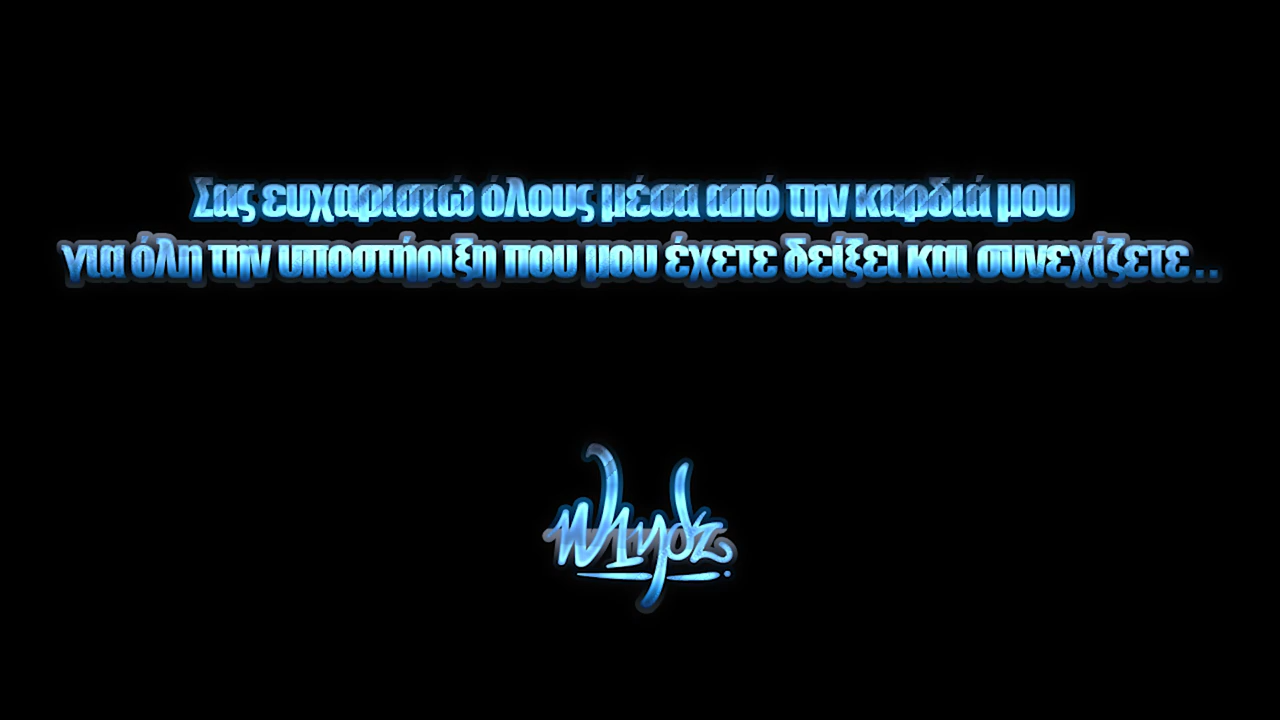 Σας ευχαριστώ όλους μέσα από την καρδιά μου
για όλη την υποστήριξη που μου έχετε δείξει και συνεχίζετε . .